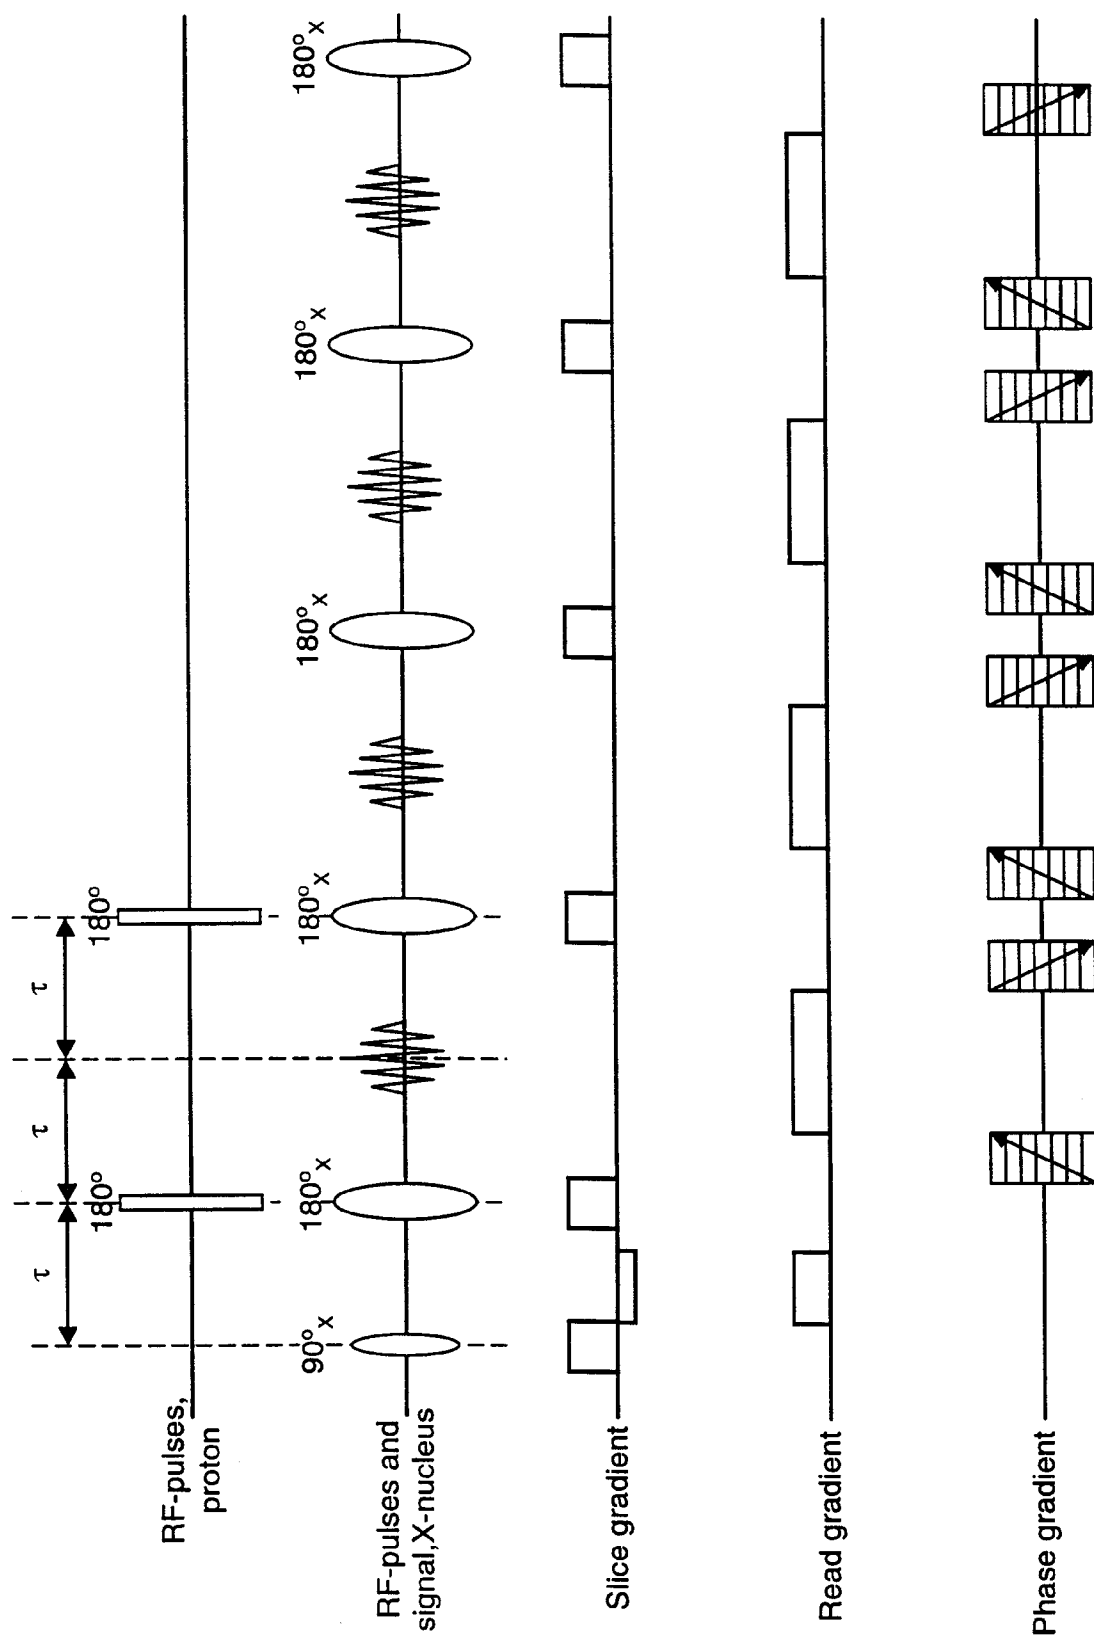 τ τ τ
180° 180°
RF-pulses,
proton
90°x 180°x 180°x 180°x 180°x 180°x
RF-pulses and
signal,X-nucleus
Slice gradient
Read gradient
Phase gradient